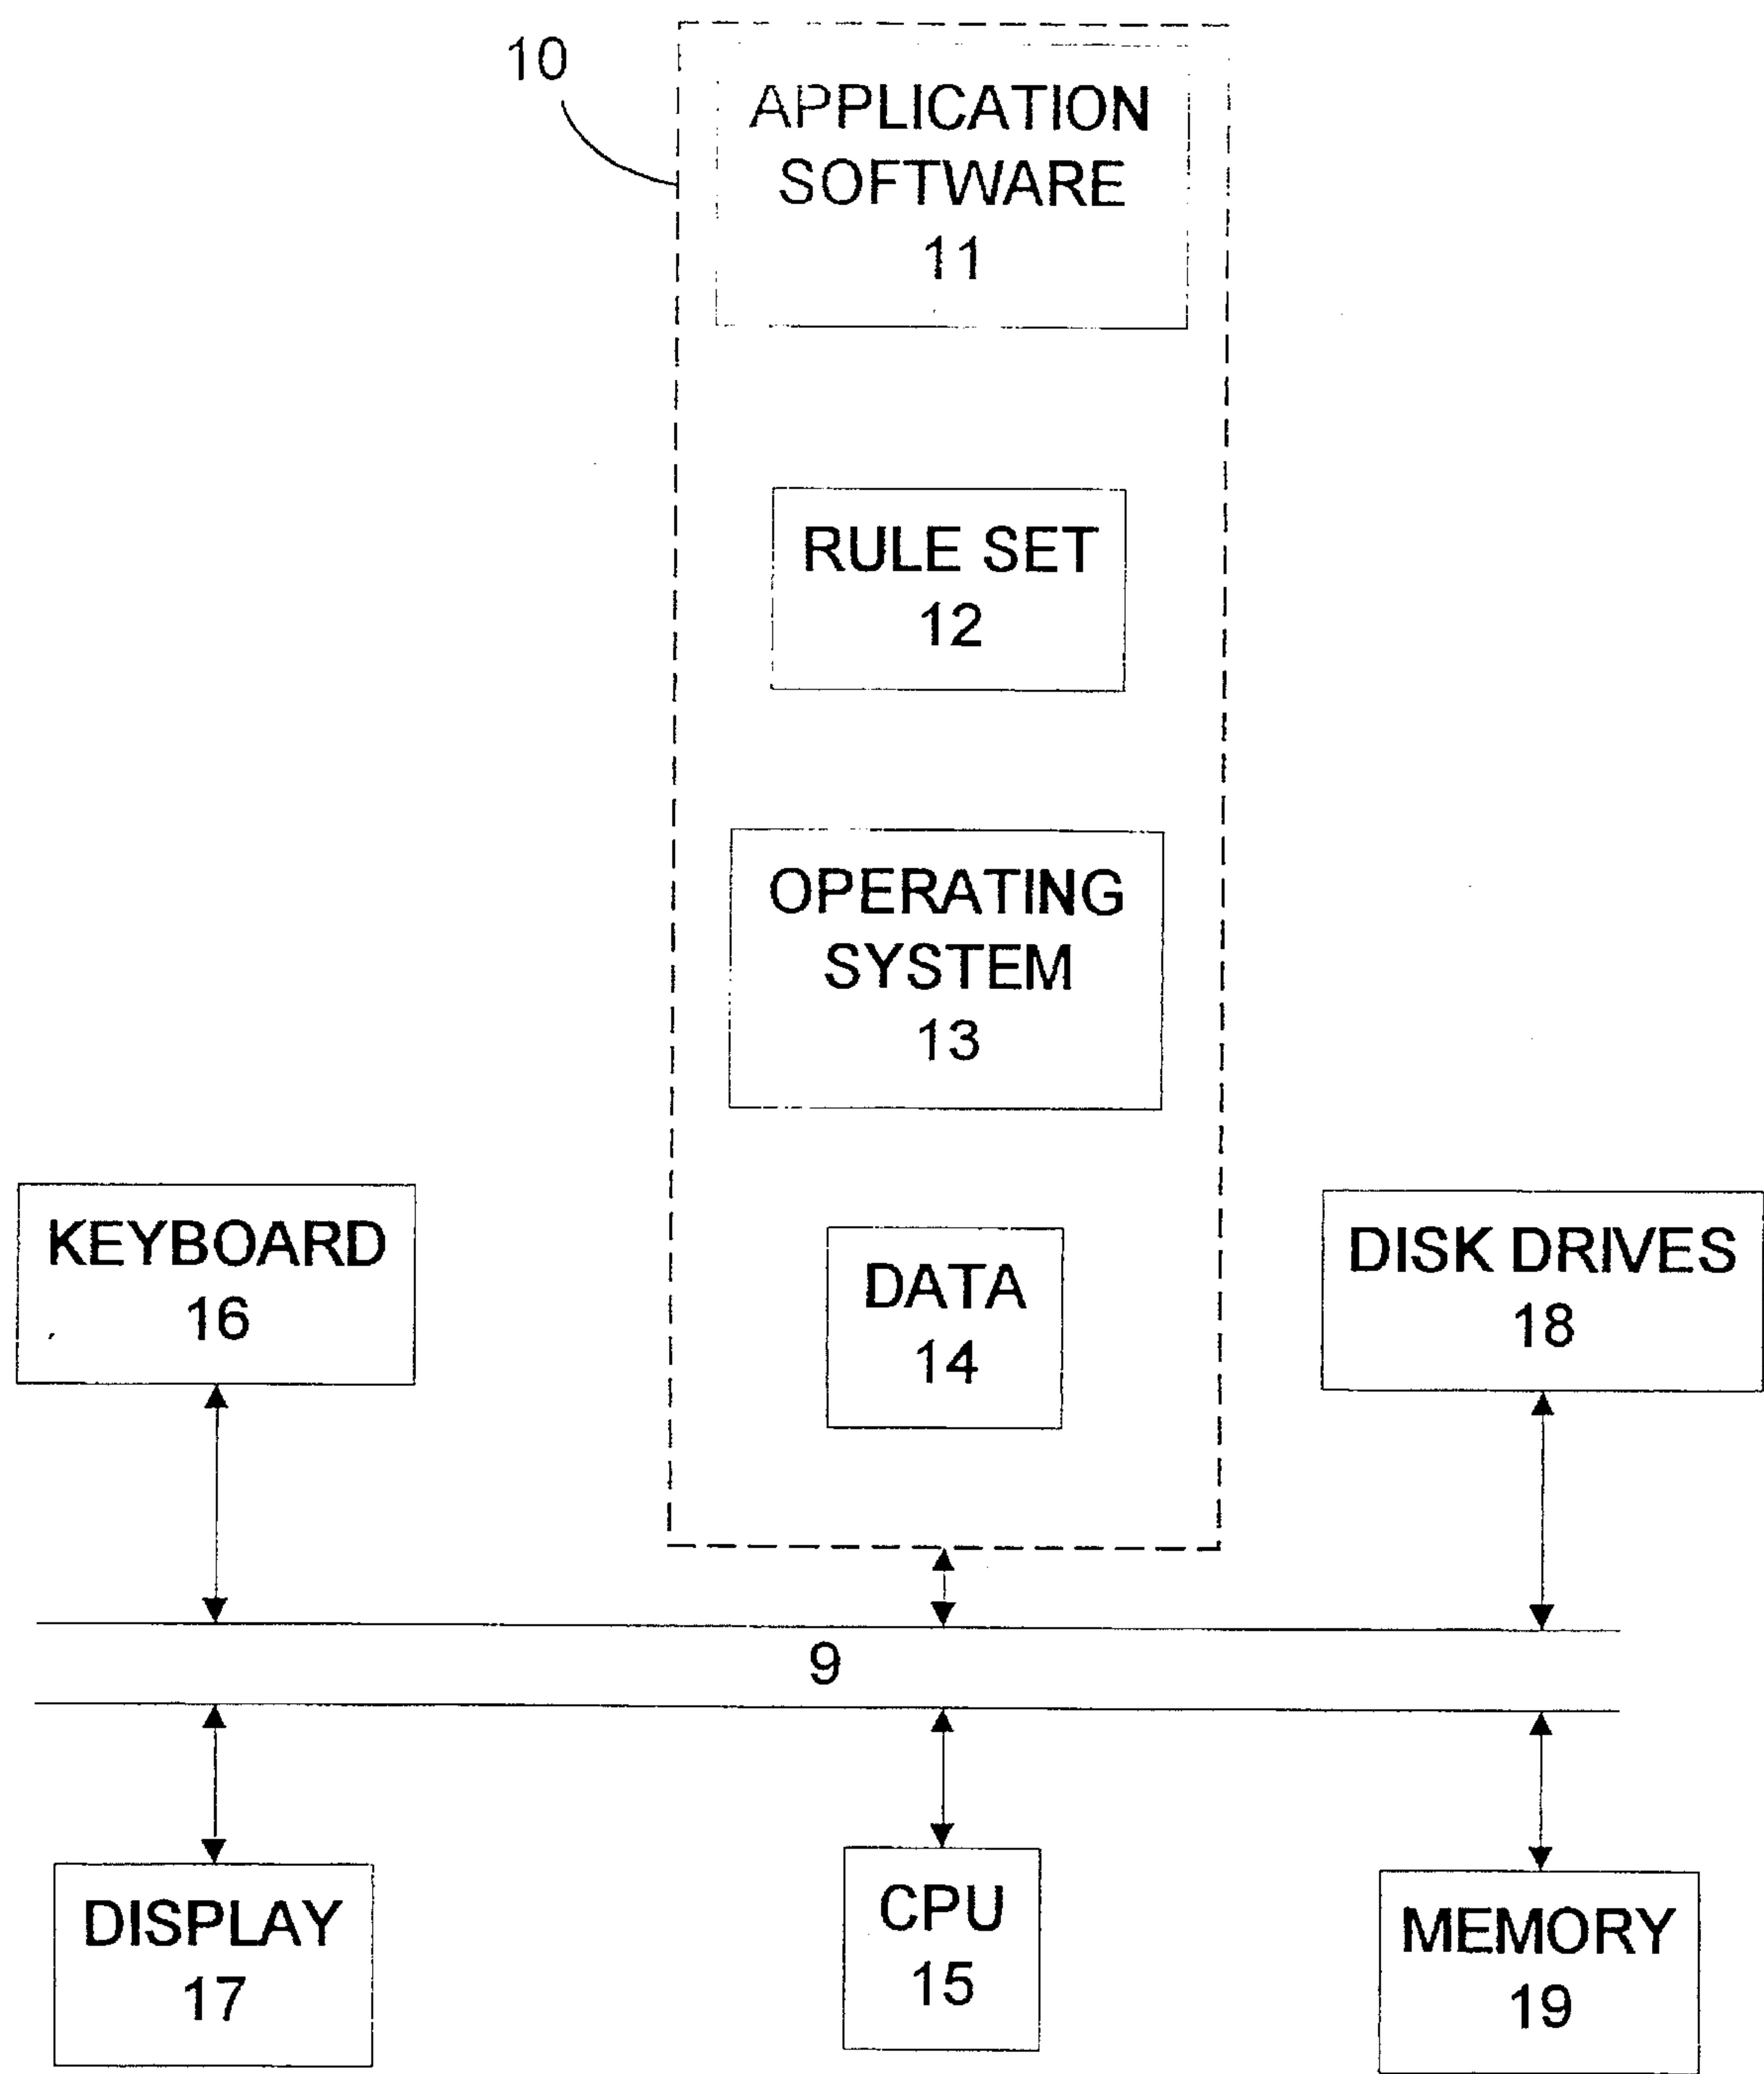 10
APPLICATION
SOFTWARE
11
RULE SET
12
OPERATING
SYSTEM
13
KEYBOARD
16
DATA
14
DISK DRIVES
18
9
DISPLAY
17
CPU
15
MEMORY
19